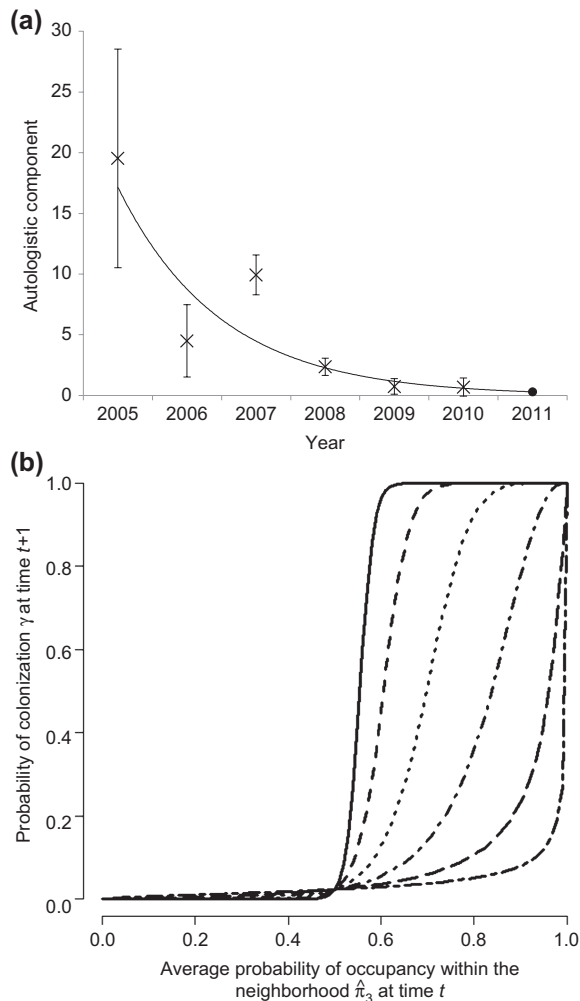 (a)
30
25
20
15
10
5
0
Autologistic component
2005 2006 2007 2008 2009 2010 2011
Year
(b)
1.0
0.8
0.6
0.4
0.2
0.0
Probability of colonization γ at time t+1
0.0 0.2 0.4 0.6 0.8 1.0
Average probability of occupancy within the
neighborhood π̂₃ at time t